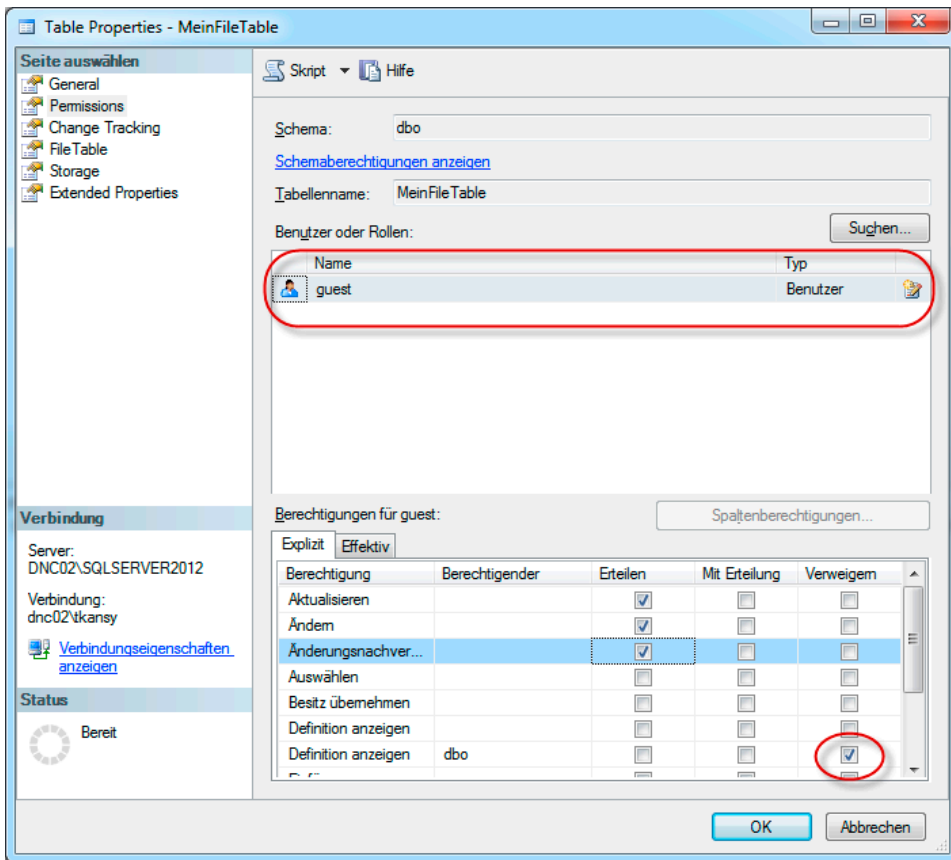 Table Properties - MeinFileTable
Seite auswählen
General
Permissions
Change Tracking
FileTable
Storage
Extended Properties
Skript
Hilfe
Schema: dbo
Schemaberechtigungen anzeigen
Tabellenname: MeinFileTable
Benutzer oder Rollen:
Suchen...
Name Typ
guest Benutzer
Verbindung
Server:
DNC02\SQLSERVER2012
Verbindung:
dnc02\tkansy
Verbindungseigenschaften
anzeigen
Status
Bereit
Berechtigungen für guest:
Spaltenberechtigungen...
Explizit Effektiv
Berechtigung Berechtigender Erteilen Mit Erteilung Verweigern
Aktualisieren
Ändern
Änderungsnachver...
Auswählen
Besitz übernehmen
Definition anzeigen
Definition anzeigen dbo
OK
Abbrechen